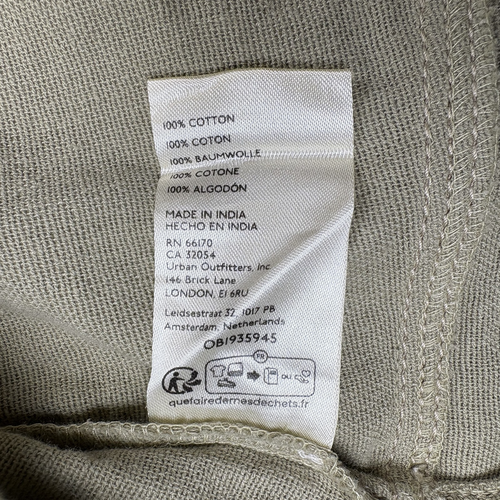 100% COTTON
100% COTON
100% BAUMWOLLE
100% COTONE
100% ALGODÓN
MADE IN INDIA
HECHO EN INDIA
RN 66170
CA 32054
Urban Outfitters, Inc
146 Brick Lane
LONDON, E1 6RU
Leidsestraat 32, 1017 PB
Amsterdam, Netherlands
OB1935945
FR
OU
quefairedemesdechets.fr